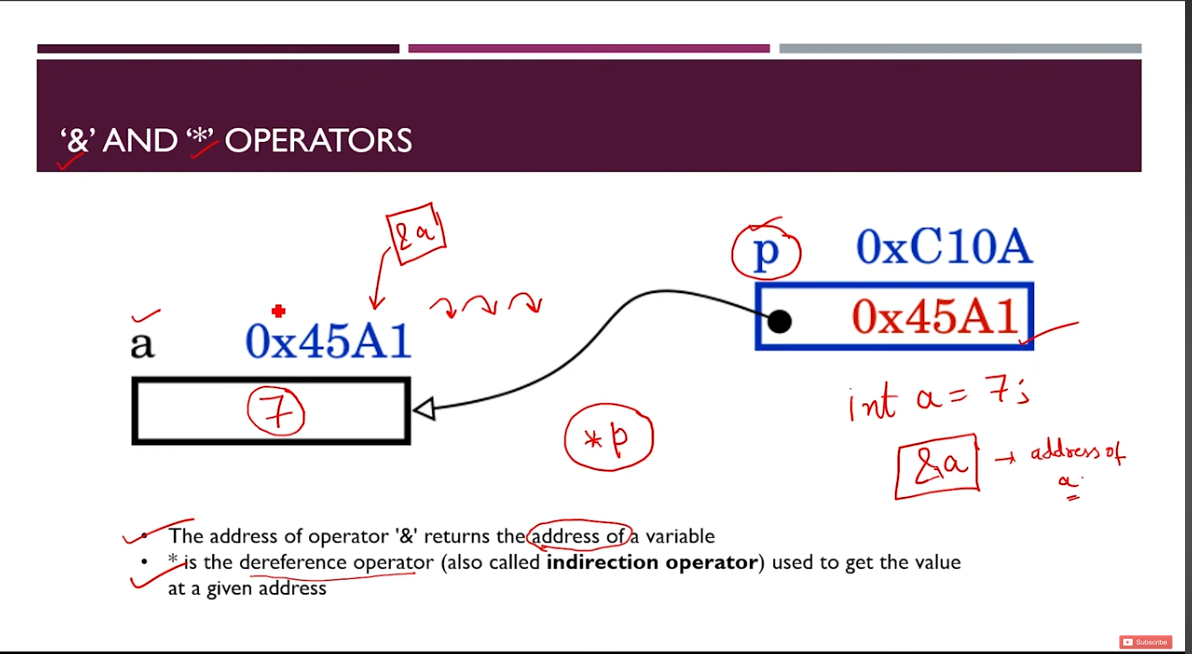 ‘&’ AND ‘*’ OPERATORS
&a
p 0xC10A
0x45A1
a 0x45A1
7
*p
int a = 7;
&a → address of
a
• The address of operator '&' returns the address of a variable
• * is the dereference operator (also called indirection operator) used to get the value
at a given address
Subscribe